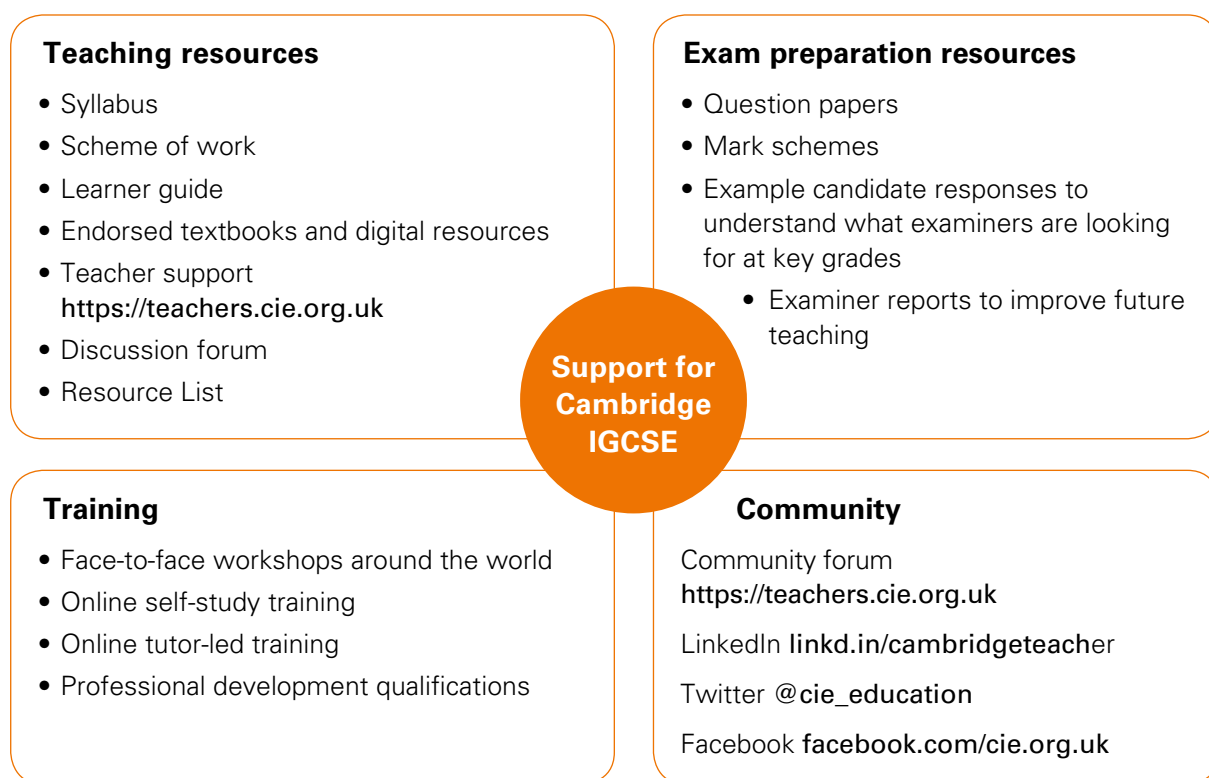 Teaching resources
• Syllabus
• Scheme of work
• Learner guide
• Endorsed textbooks and digital resources
• Teacher support
https://teachers.cie.org.uk
• Discussion forum
• Resource List
Exam preparation resources
• Question papers
• Mark schemes
• Example candidate responses to
understand what examiners are looking
for at key grades
• Examiner reports to improve future
teaching
Support for
Cambridge
IGCSE
Training
• Face-to-face workshops around the world
• Online self-study training
• Online tutor-led training
• Professional development qualifications
Community
Community forum
https://teachers.cie.org.uk
LinkedIn linkd.in/cambridgeteacher
Twitter @cie_education
Facebook facebook.com/cie.org.uk